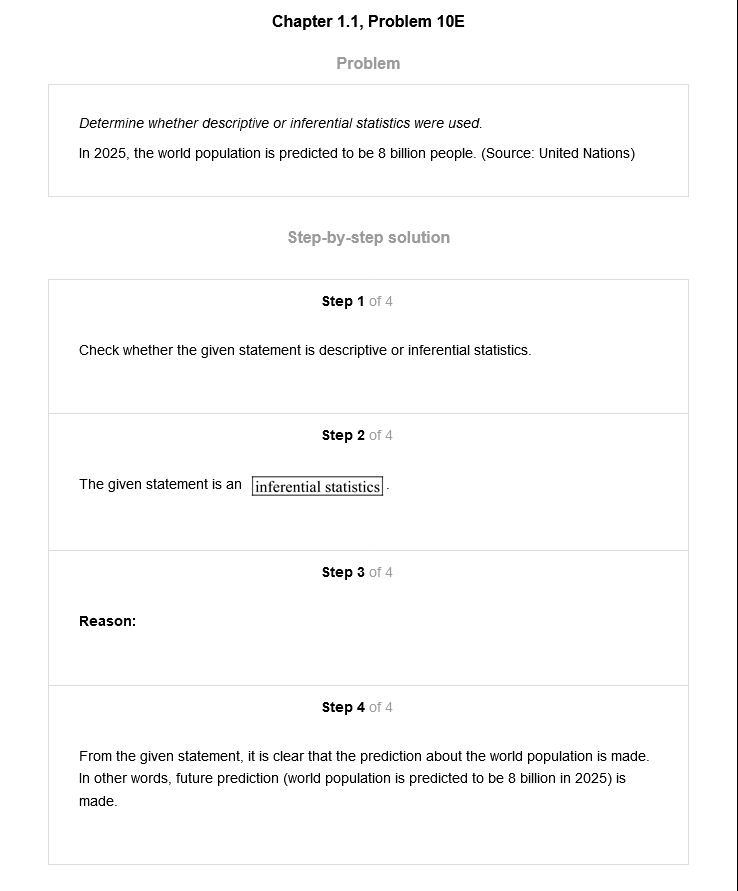 Chapter 1.1, Problem 10E
Problem
Determine whether descriptive or inferential statistics were used.
In 2025, the world population is predicted to be 8 billion people. (Source: United Nations)
Step-by-step solution
Step 1 of 4
Check whether the given statement is descriptive or inferential statistics.
Step 2 of 4
The given statement is an inferential statistics.
Step 3 of 4
Reason:
Step 4 of 4
From the given statement, it is clear that the prediction about the world population is made.
In other words, future prediction (world population is predicted to be 8 billion in 2025) is
made.